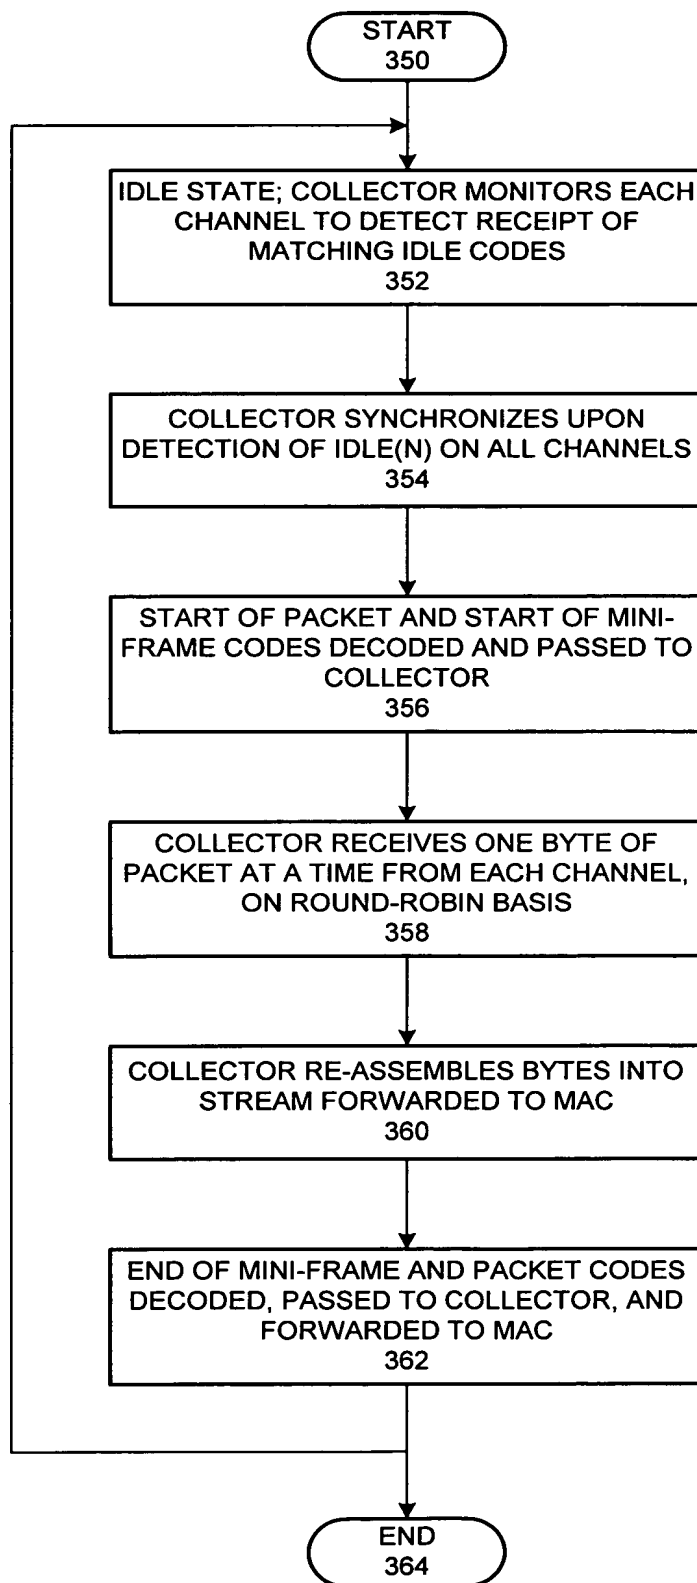 START
350
IDLE STATE; COLLECTOR MONITORS EACH
CHANNEL TO DETECT RECEIPT OF
MATCHING IDLE CODES
352
COLLECTOR SYNCHRONIZES UPON
DETECTION OF IDLE(N) ON ALL CHANNELS
354
START OF PACKET AND START OF MINI-
FRAME CODES DECODED AND PASSED TO
COLLECTOR
356
COLLECTOR RECEIVES ONE BYTE OF
PACKET AT A TIME FROM EACH CHANNEL,
ON ROUND-ROBIN BASIS
358
COLLECTOR RE-ASSEMBLES BYTES INTO
STREAM FORWARDED TO MAC
360
END OF MINI-FRAME AND PACKET CODES
DECODED, PASSED TO COLLECTOR, AND
FORWARDED TO MAC
362
END
364